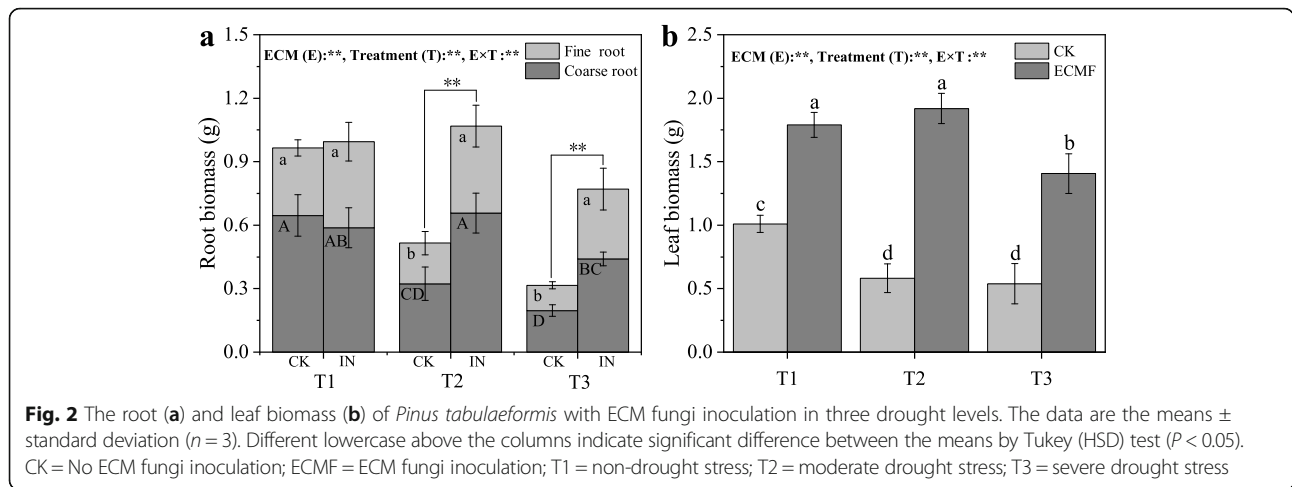 a
ECM (E):**, Treatment (T):**, E×T :**
Fine root
Coarse root
Root biomass (g)
1.5
1.2
0.9
0.6
0.3
0.0
a
A
a
AB
**
b
CD
a
A
**
b
D
a
BC
CK
IN
CK
IN
CK
IN
T1
T2
T3
b
ECM (E):**, Treatment (T):**, E×T :**
CK
ECMF
Leaf biomass (g)
2.5
2.0
1.5
1.0
0.5
0.0
c
a
d
a
d
b
T1
T2
T3
Fig. 2 The root (a) and leaf biomass (b) of Pinus tabulaeformis with ECM fungi inoculation in three drought levels. The data are the means ±
standard deviation (n = 3). Different lowercase above the columns indicate significant difference between the means by Tukey (HSD) test (P < 0.05).
CK = No ECM fungi inoculation; ECMF = ECM fungi inoculation; T1 = non-drought stress; T2 = moderate drought stress; T3 = severe drought stress